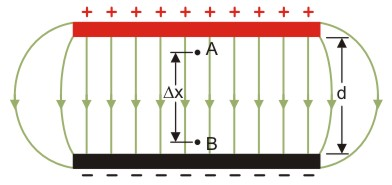 + + + + + + + + + +
A
Δx
d
B
− − − − − − − − − −